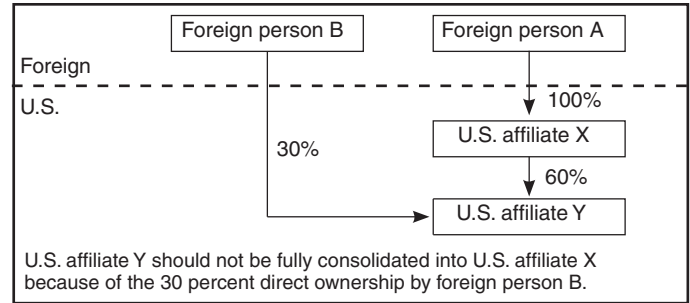 Foreign person B
Foreign person A
Foreign
U.S.
100%
U.S. affiliate X
30%
60%
U.S. affiliate Y
U.S. affiliate Y should not be fully consolidated into U.S. affiliate X
because of the 30 percent direct ownership by foreign person B.